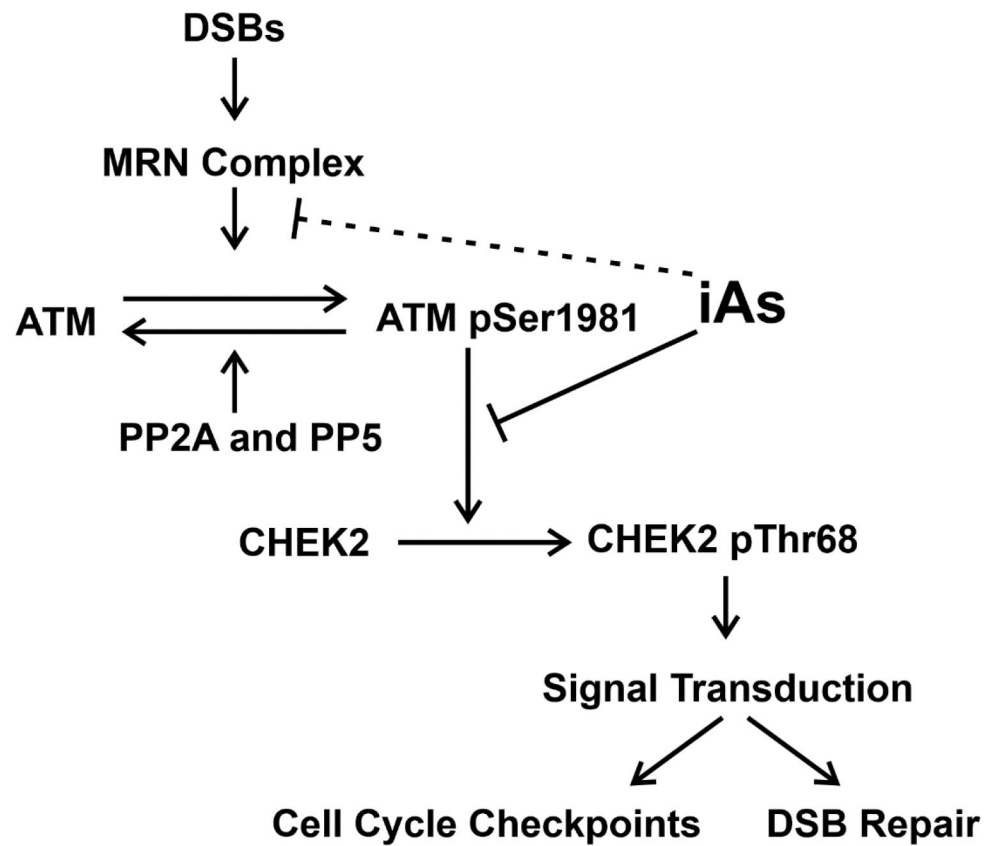 DSBs
MRN Complex
iAs
ATM
ATM pSer1981
PP2A and PP5
CHEK2
CHEK2 pThr68
Signal Transduction
Cell Cycle Checkpoints
DSB Repair